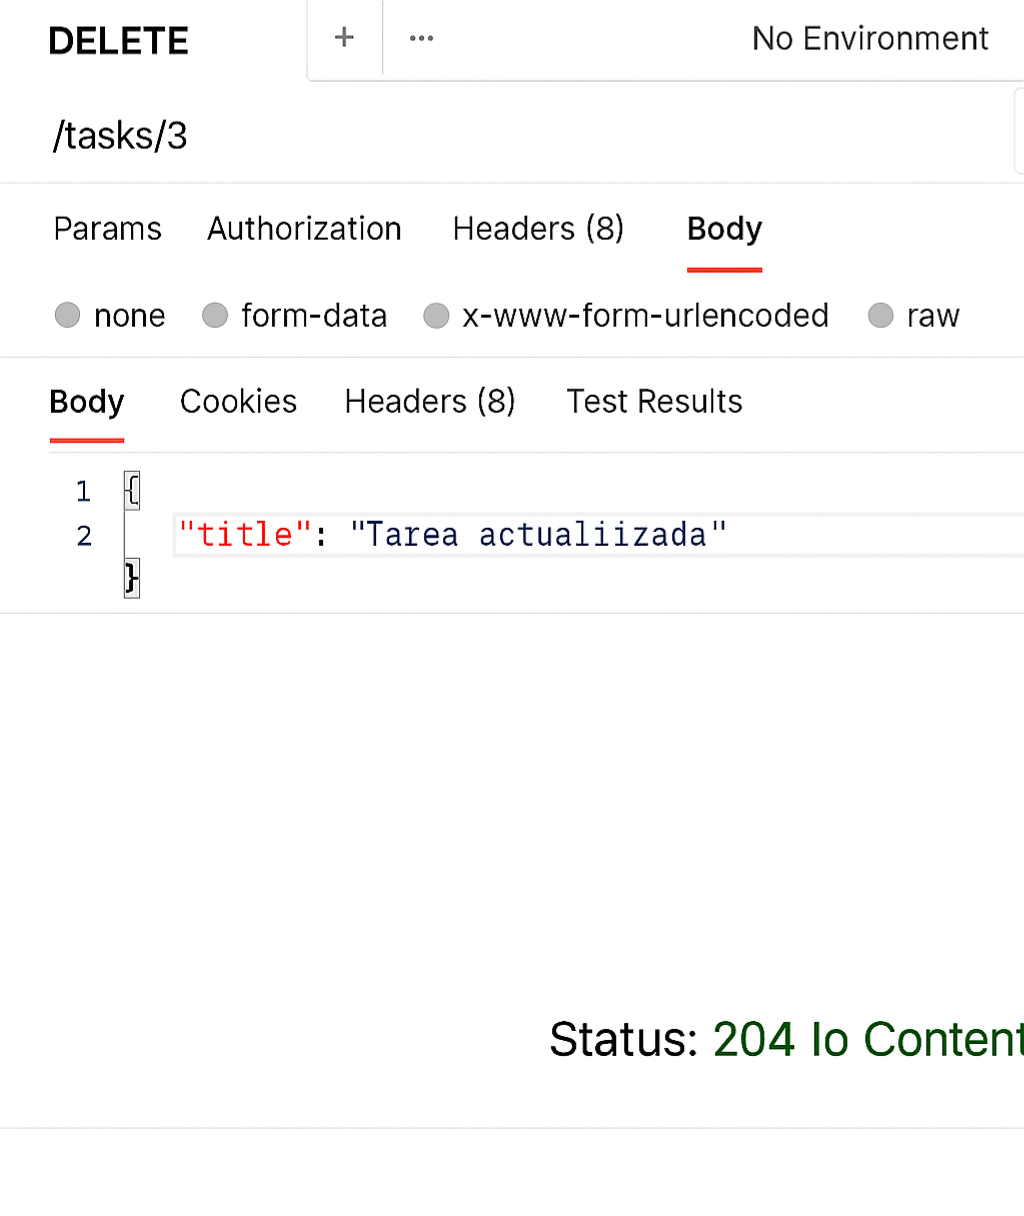 DELETE + ••• No Environment
/tasks/3
Params Authorization Headers (8) Body
none form-data x-www-form-urlencoded raw
Body Cookies Headers (8) Test Results
1 {
2 "title": "Tarea actualiizada"
}
Status: 204 Io Content